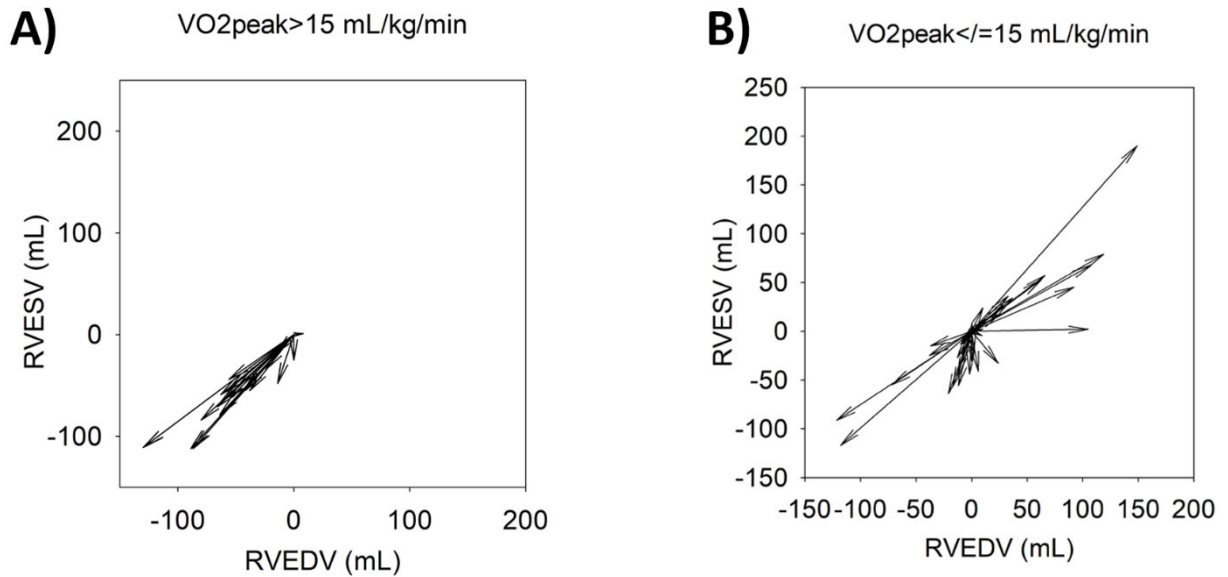 A)
VO2peak>15 mL/kg/min
200
100
0
-100
-100 0 100 200
RVESV (mL)
RVEDV (mL)
B)
VO2peak</=15 mL/kg/min
250
200
150
100
50
0
-50
-100
-150
-150 -100 -50 0 50 100 150 200
RVESV (mL)
RVEDV (mL)